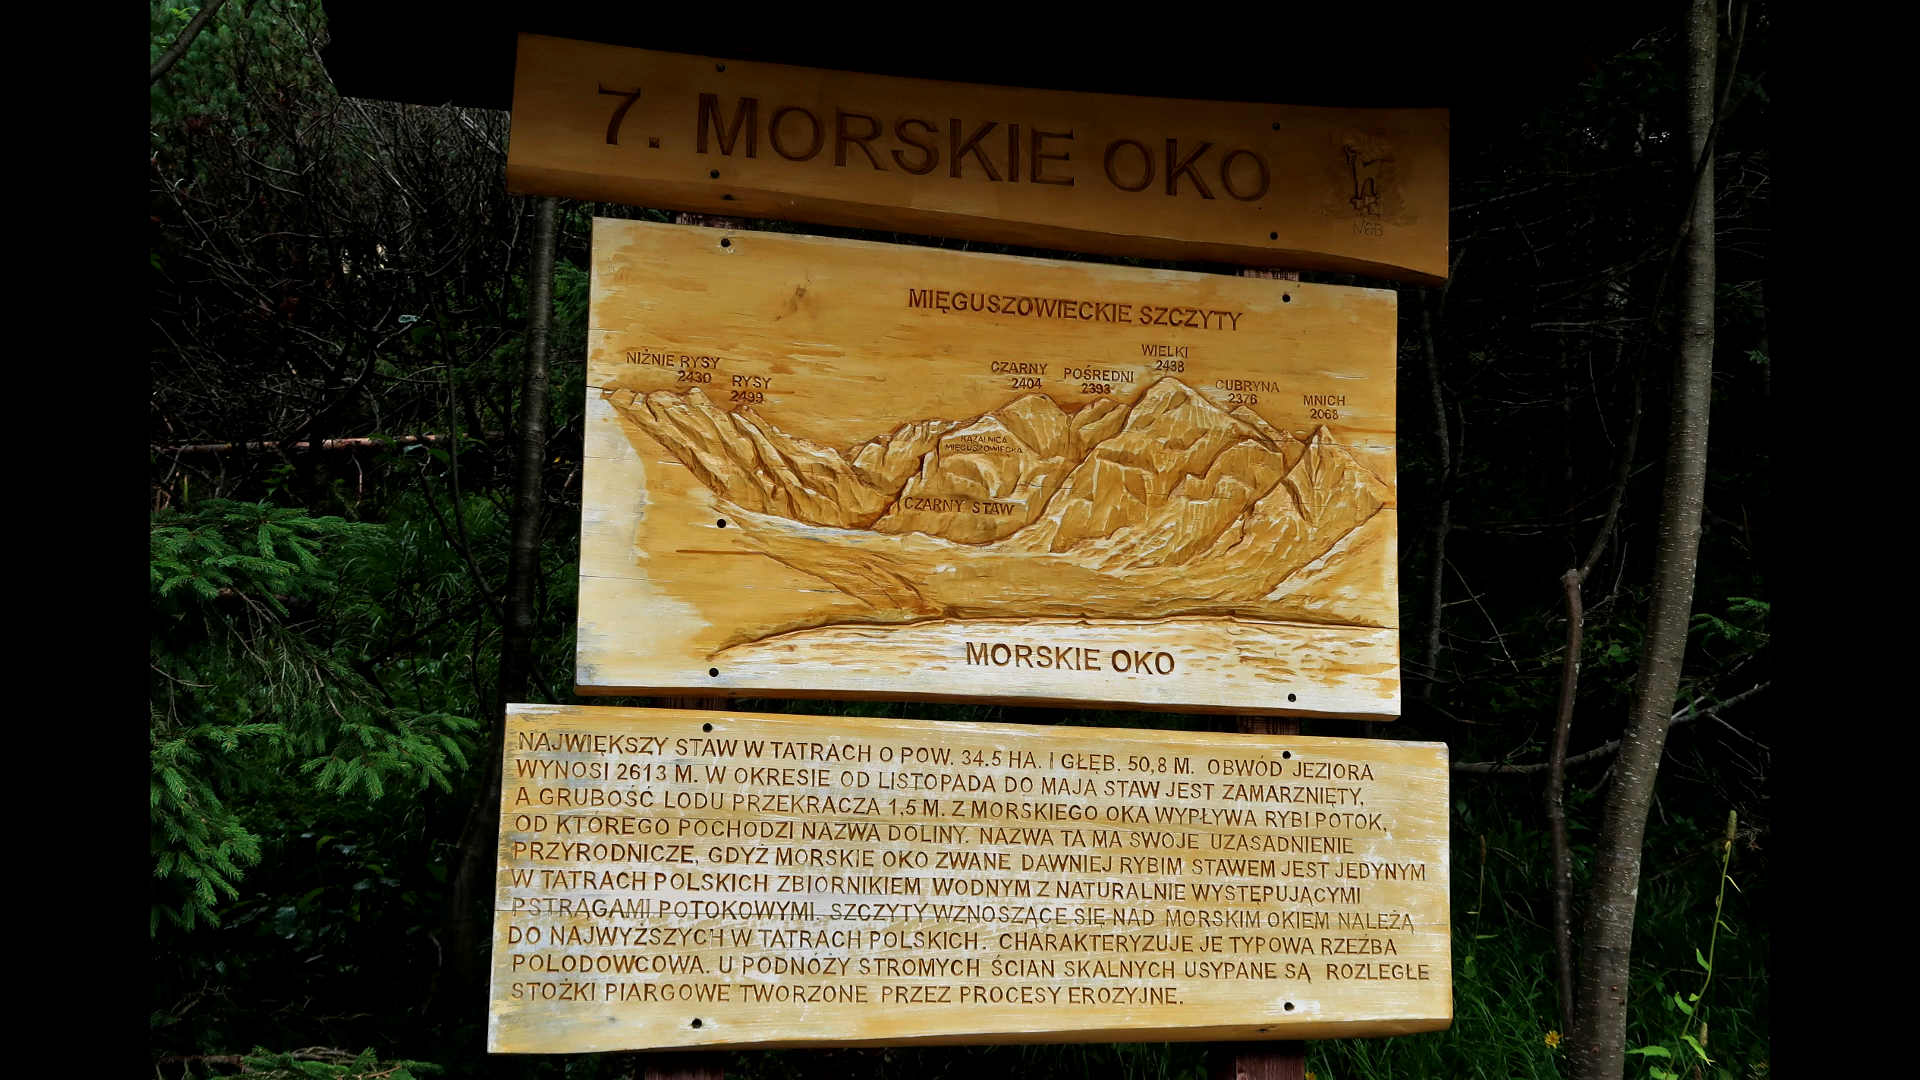 7. MORSKIE OKO
MaB
MIĘGUSZOWIECKIE SZCZYTY
NIŻNIE RYSY
2430
RYSY
2499
CZARNY
2404
POŚREDNI
2393
WIELKI
2438
CUBRYNA
2376
MNICH
2068
KAZALNICA
MIĘGUSZOWIECKA
CZARNY STAW
MORSKIE OKO
NAJWIĘKSZY STAW W TATRACH O POW. 34.5 HA. I GŁĘB. 50,8 M. OBWÓD JEZIORA
WYNOSI 2613 M. W OKRESIE OD LISTOPADA DO MAJA STAW JEST ZAMARZNIĘTY,
A GRUBOŚĆ LODU PRZEKRACZA 1,5 M. Z MORSKIEGO OKA WYPŁYWA RYBI POTOK,
OD KTÓREGO POCHODZI NAZWA DOLINY. NAZWA TA MA SWOJE UZASADNIENIE
PRZYRODNICZE, GDYŻ MORSKIE OKO ZWANE DAWNIEJ RYBIM STAWEM JEST JEDYNYM
W TATRACH POLSKICH ZBIORNIKIEM WODNYM Z NATURALNIE WYSTĘPUJĄCYMI
PSTRĄGAMI POTOKOWYMI. SZCZYTY WZNOSZĄCE SIĘ NAD MORSKIM OKIEM NALEŻĄ
DO NAJWYŻSZYCH W TATRACH POLSKICH. CHARAKTERYZUJE JE TYPOWA RZEŹBA
POLODOWCOWA. U PODNÓŻY STROMYCH ŚCIAN SKALNYCH USYPANE SĄ ROZLEGŁE
STOŻKI PIARGOWE TWORZONE PRZEZ PROCESY EROZYJNE.